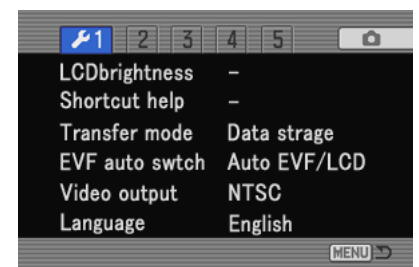 1 2 3 4 5
LCDbrightness –
Shortcut help –
Transfer mode Data strage
EVF auto swtch Auto EVF/LCD
Video output NTSC
Language English
MENU